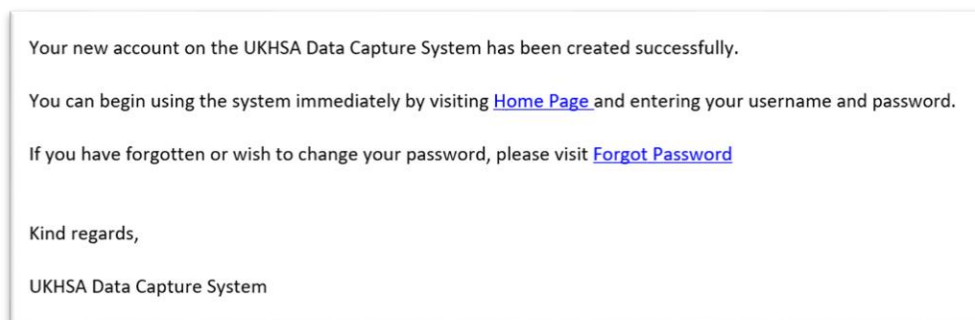 Your new account on the UKHSA Data Capture System has been created successfully.
You can begin using the system immediately by visiting Home Page and entering your username and password.
If you have forgotten or wish to change your password, please visit Forgot Password
Kind regards,
UKHSA Data Capture System